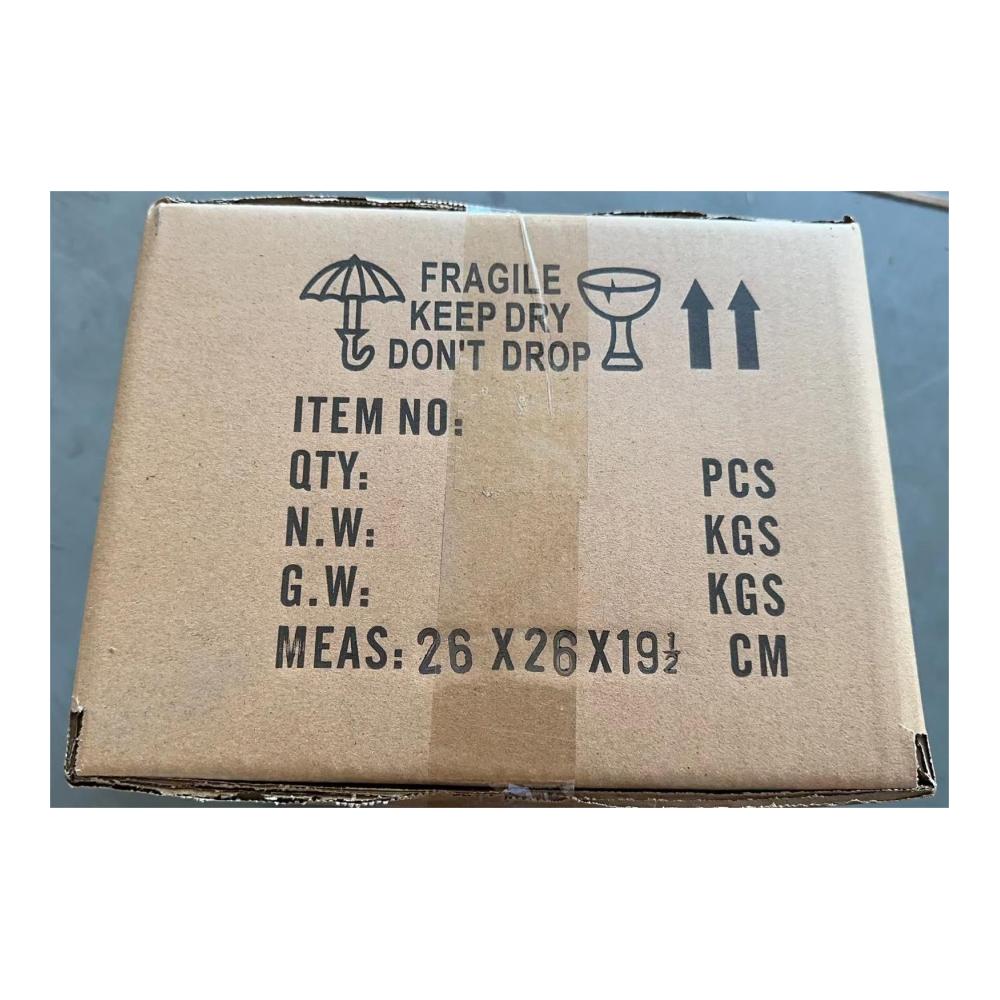 FRAGILE
KEEP DRY
DON'T DROP
ITEM NO:
QTY: PCS
N.W: KGS
G.W: KGS
MEAS: 26 X 26 X 19½ CM